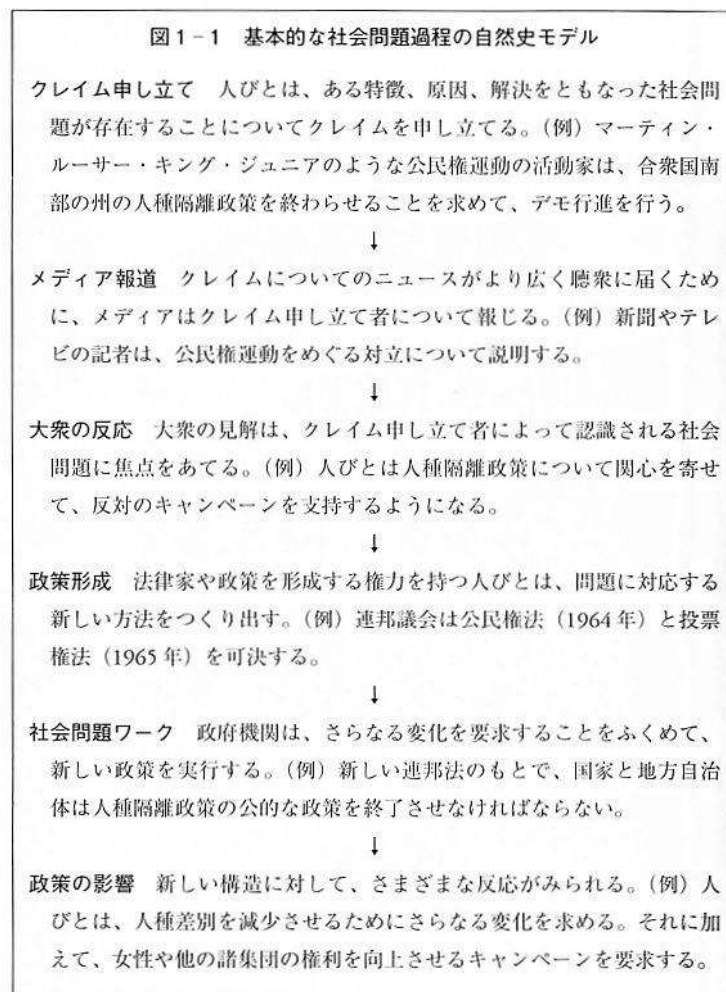 図1-1 基本的な社会問題過程の自然史モデル
クレイム申し立て 人びとは、ある特徴、原因、解決をともなった社会問
題が存在することについてクレイムを申し立てる。(例)マーティン・
ルーサー・キング・ジュニアのような公民権運動の活動家は、合衆国南
部の州の人種隔離政策を終わらせることを求めて、デモ行進を行う。
↓
メディア報道 クレイムについてのニュースがより広く聴衆に届くため
に、メディアはクレイム申し立て者について報じる。(例)新聞やテレ
ビの記者は、公民権運動をめぐる対立について説明する。
↓
大衆の反応 大衆の見解は、クレイム申し立て者によって認識される社会
問題に焦点をあてる。(例)人びとは人種隔離政策について関心を寄せ
て、反対のキャンペーンを支持するようになる。
↓
政策形成 法律家や政策を形成する権力を持つ人びとは、問題に対応する
新しい方法をつくり出す。(例)連邦議会は公民権法(1964年)と投票
権法(1965年)を可決する。
↓
社会問題ワーク 政府機関は、さらなる変化を要求することをふくめて、
新しい政策を実行する。(例)新しい連邦法のもとで、国家と地方自治
体は人種隔離政策の公的な政策を終了させなければならない。
↓
政策の影響 新しい構造に対して、さまざまな反応がみられる。(例)人
びとは、人種差別を減少させるためにさらなる変化を求める。それに加
えて、女性や他の諸集団の権利を向上させるキャンペーンを要求する。